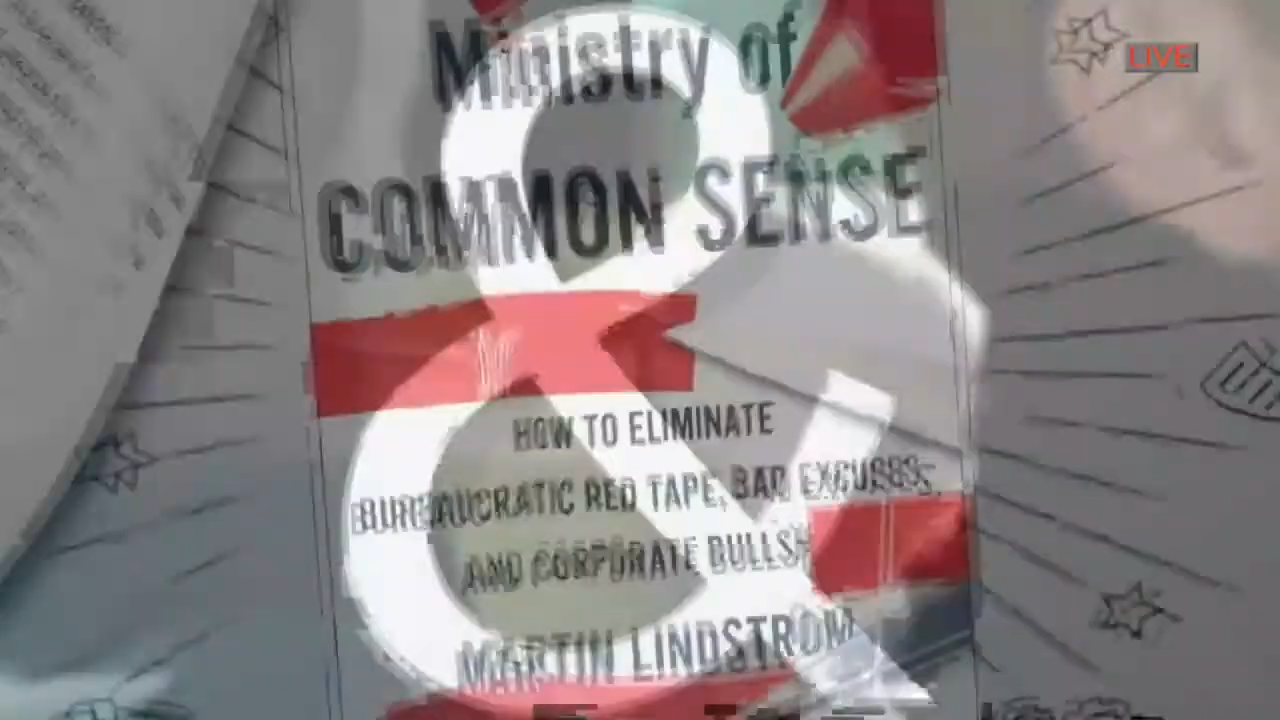 Ministry of
LIVE
COMMON SENSE
&
HOW TO ELIMINATE
BUREAUCRATIC RED TAPE, BAD EXCUSES,
AND CORPORATE BULLSH
MARTIN LINDSTROM